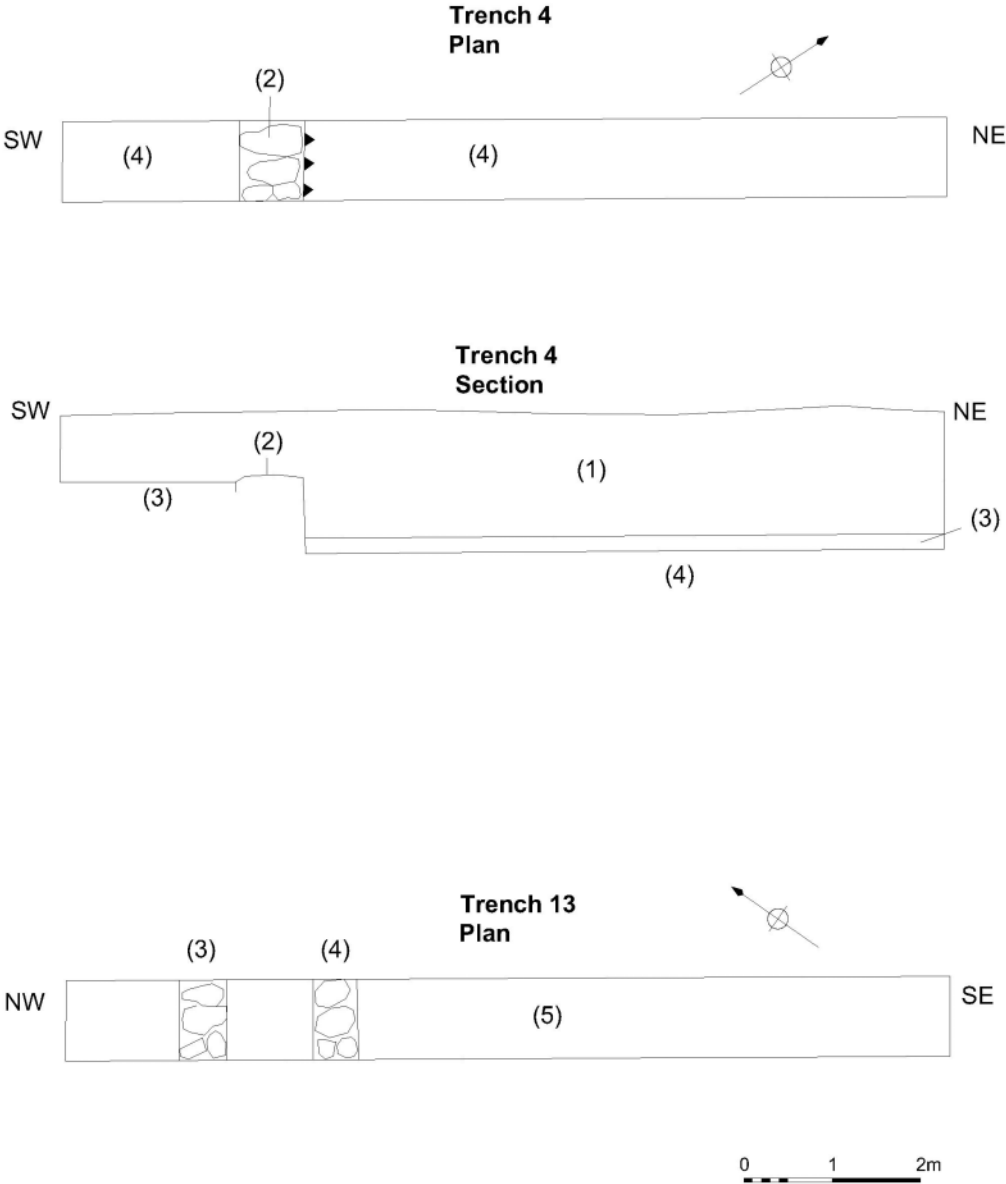 Trench 4
Plan
(2)
SW
(4)
(4)
NE
Trench 4
Section
SW
NE
(2)
(1)
(3)
(3)
(4)
Trench 13
Plan
(3)
(4)
NW
(5)
SE
0 1 2m